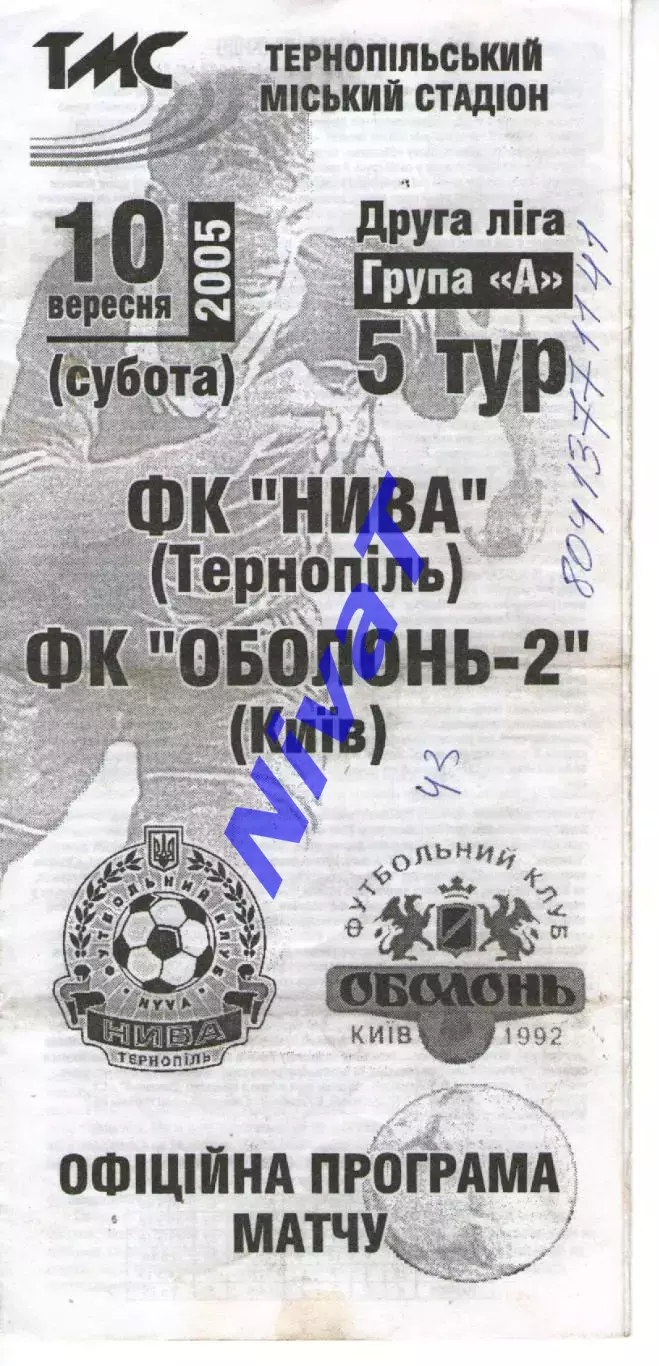 ТМС
ТЕРНОПІЛЬСЬКИЙ
МІСЬКИЙ СТАДІОН
10
вересня
2005
(субота)
Друга ліга
Група «А»
5 тур
ФК "НИВА"
(Тернопіль)
ФК "ОБОЛОНЬ-2"
(Київ)
NivaT
80413771141
43
ФУТБОЛЬНИЙ КЛУБ
NYVA
НИВА
ТЕРНОПІЛЬ
ФУТБОЛЬНИЙ КЛУБ
ОБОЛОНЬ
КИЇВ 1992
ОФІЦІЙНА ПРОГРАМА
МАТЧУ